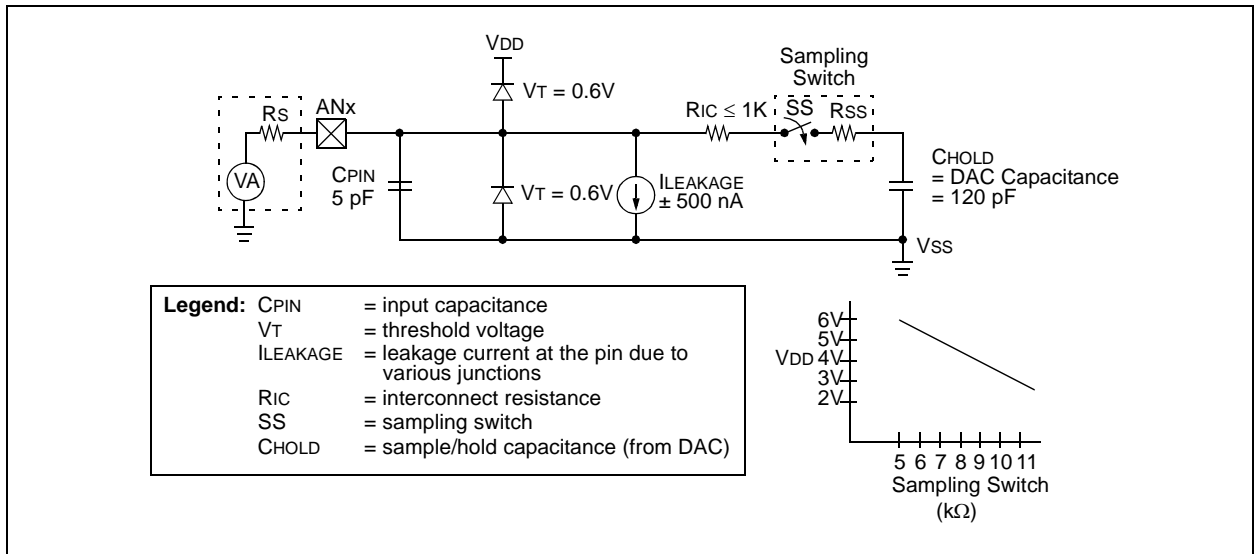 VDD
Sampling
Switch
VT = 0.6V
RS
ANx
RIC ≤ 1K
SS
RSS
CHOLD
= DAC Capacitance
= 120 pF
VA
CPIN
5 pF
VT = 0.6V
ILEAKAGE
± 500 nA
VSS
Legend: CPIN = input capacitance
VT = threshold voltage
ILEAKAGE = leakage current at the pin due to
various junctions
RIC = interconnect resistance
SS = sampling switch
CHOLD = sample/hold capacitance (from DAC)
6V
5V
VDD 4V
3V
2V
5 6 7 8 9 10 11
Sampling Switch
(kΩ)